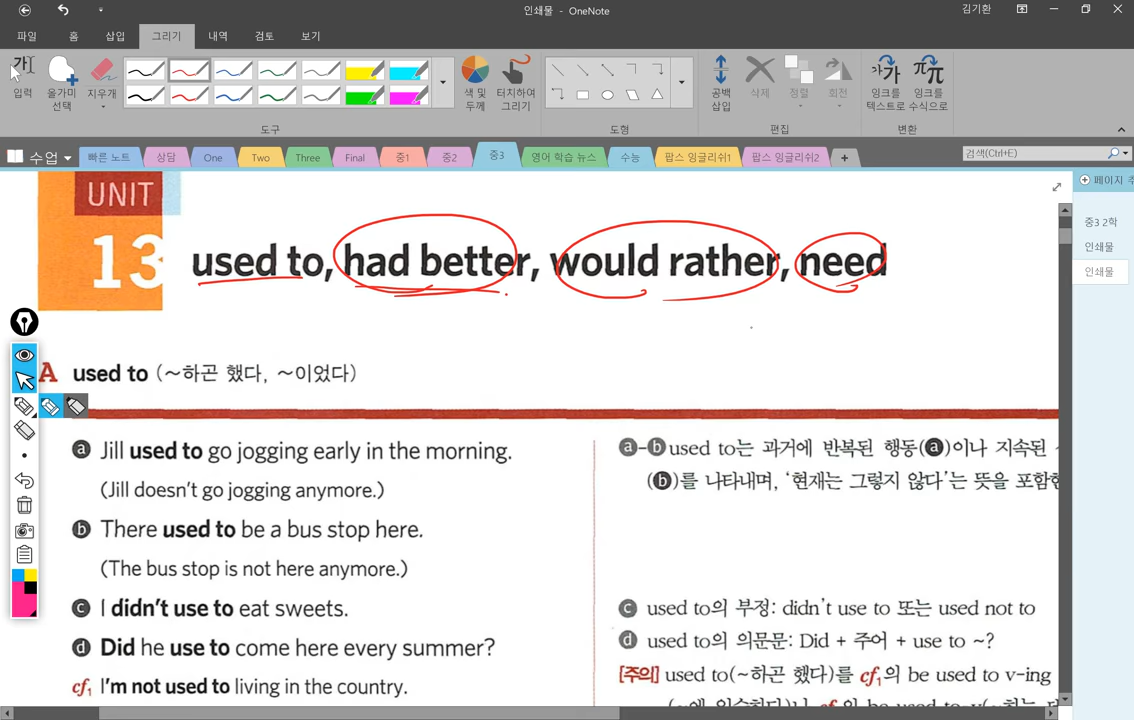 인쇄물 - OneNote
김기환
파일 홈 삽입 그리기 내역 검토 보기
입력
올가미 선택
지우개
색 및 두께
터치하여 그리기
공백 삽입
삭제
정렬
회전
잉크를 텍스트로
잉크를 수식으로
도구
도형
편집
변환
수업 빠른 노트 상담 One Two Three Final 중1 중2 중3 영어 학습 뉴스 수능 팝스 잉글리쉬1 팝스 잉글리쉬2
검색(Ctrl+E)
페이지
중3 2학
인쇄물
인쇄물
UNIT
13 used to, had better, would rather, need
A used to (~하곤 했다, ~이었다)
a Jill used to go jogging early in the morning.
(Jill doesn't go jogging anymore.)
b There used to be a bus stop here.
(The bus stop is not here anymore.)
c I didn't use to eat sweets.
d Did he use to come here every summer?
cf1 I'm not used to living in the country.
a-b used to는 과거에 반복된 행동(a)이나 지속된
(b)를 나타내며, '현재는 그렇지 않다'는 뜻을 포함한
c used to의 부정: didn't use to 또는 used not to
d used to의 의문문: Did + 주어 + use to ~?
[주의] used to(~하곤 했다)를 cf1의 be used to v-ing